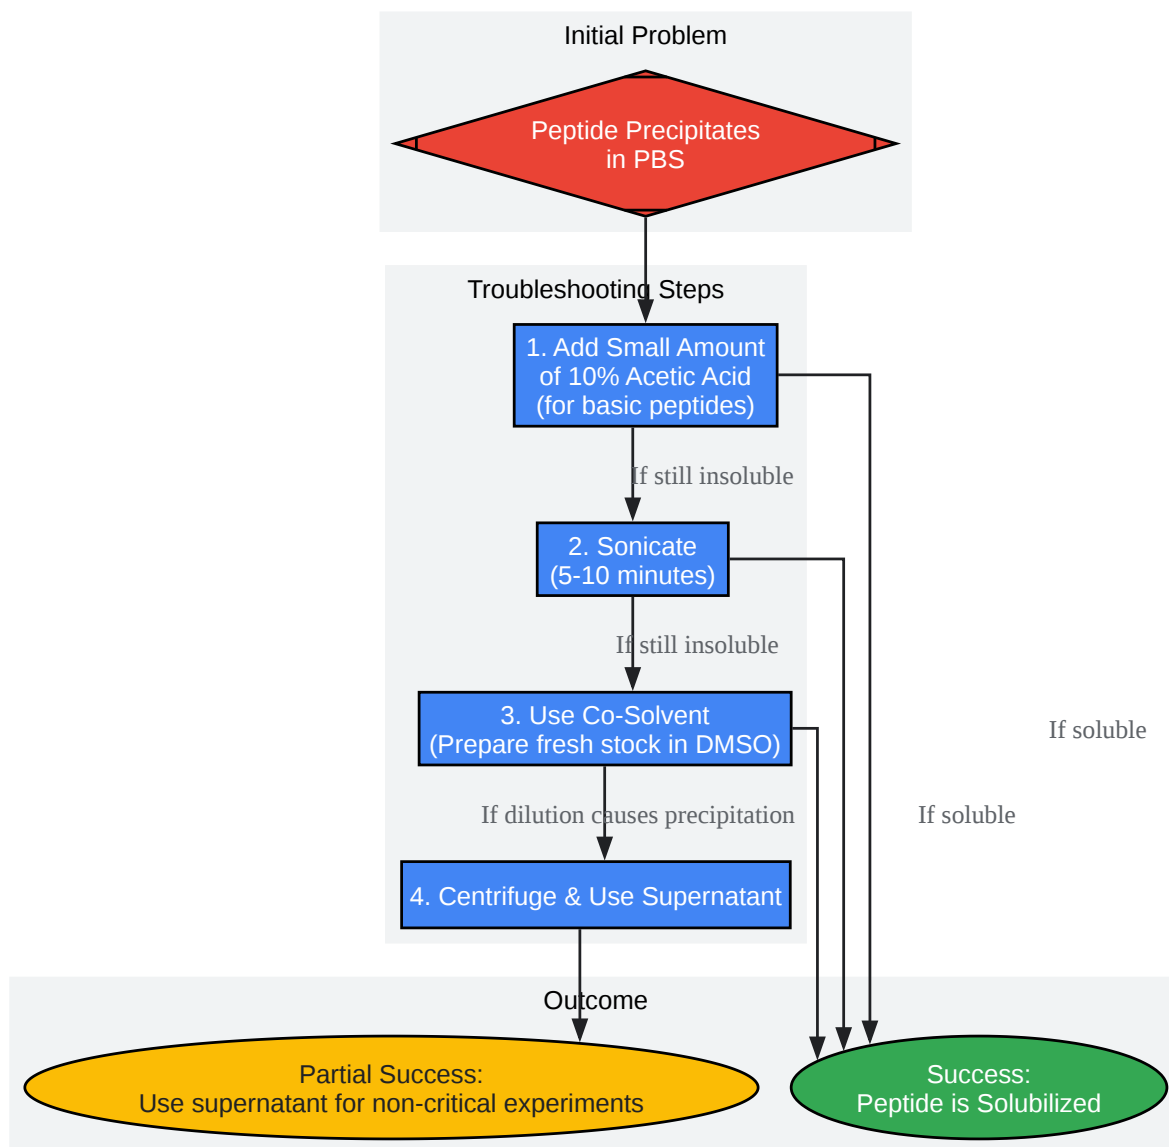 Initial Problem
Peptide Precipitates
in PBS
Troubleshooting Steps
1. Add Small Amount
of 10% Acetic Acid
(for basic peptides)
If still insoluble
2. Sonicate
(5-10 minutes)
If still insoluble
3. Use Co-Solvent
(Prepare fresh stock in DMSO)
If soluble
If dilution causes precipitation
If soluble
4. Centrifuge & Use Supernatant
Outcome
Partial Success:
Use supernatant for non-critical experiments
Success:
Peptide is Solubilized